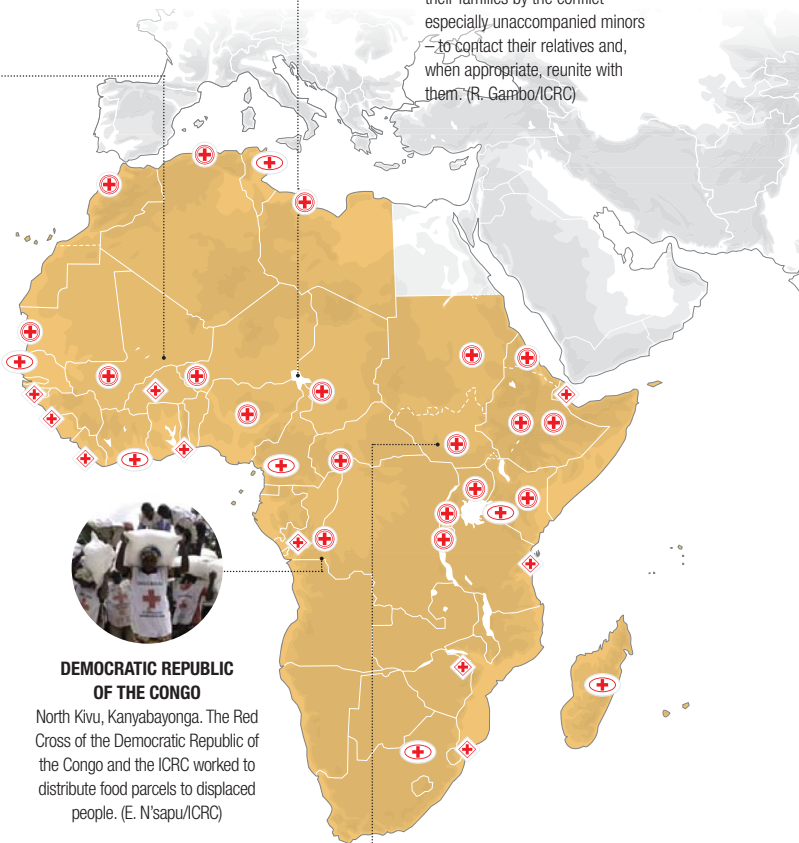 their families by the conflict
especially unaccompanied minors
– to contact their relatives and,
when appropriate, reunite with
them. (R. Gambo/ICRC)
DEMOCRATIC REPUBLIC
OF THE CONGO
North Kivu, Kanyabayonga. The Red
Cross of the Democratic Republic of
the Congo and the ICRC worked to
distribute food parcels to displaced
people. (E. N’sapu/ICRC)